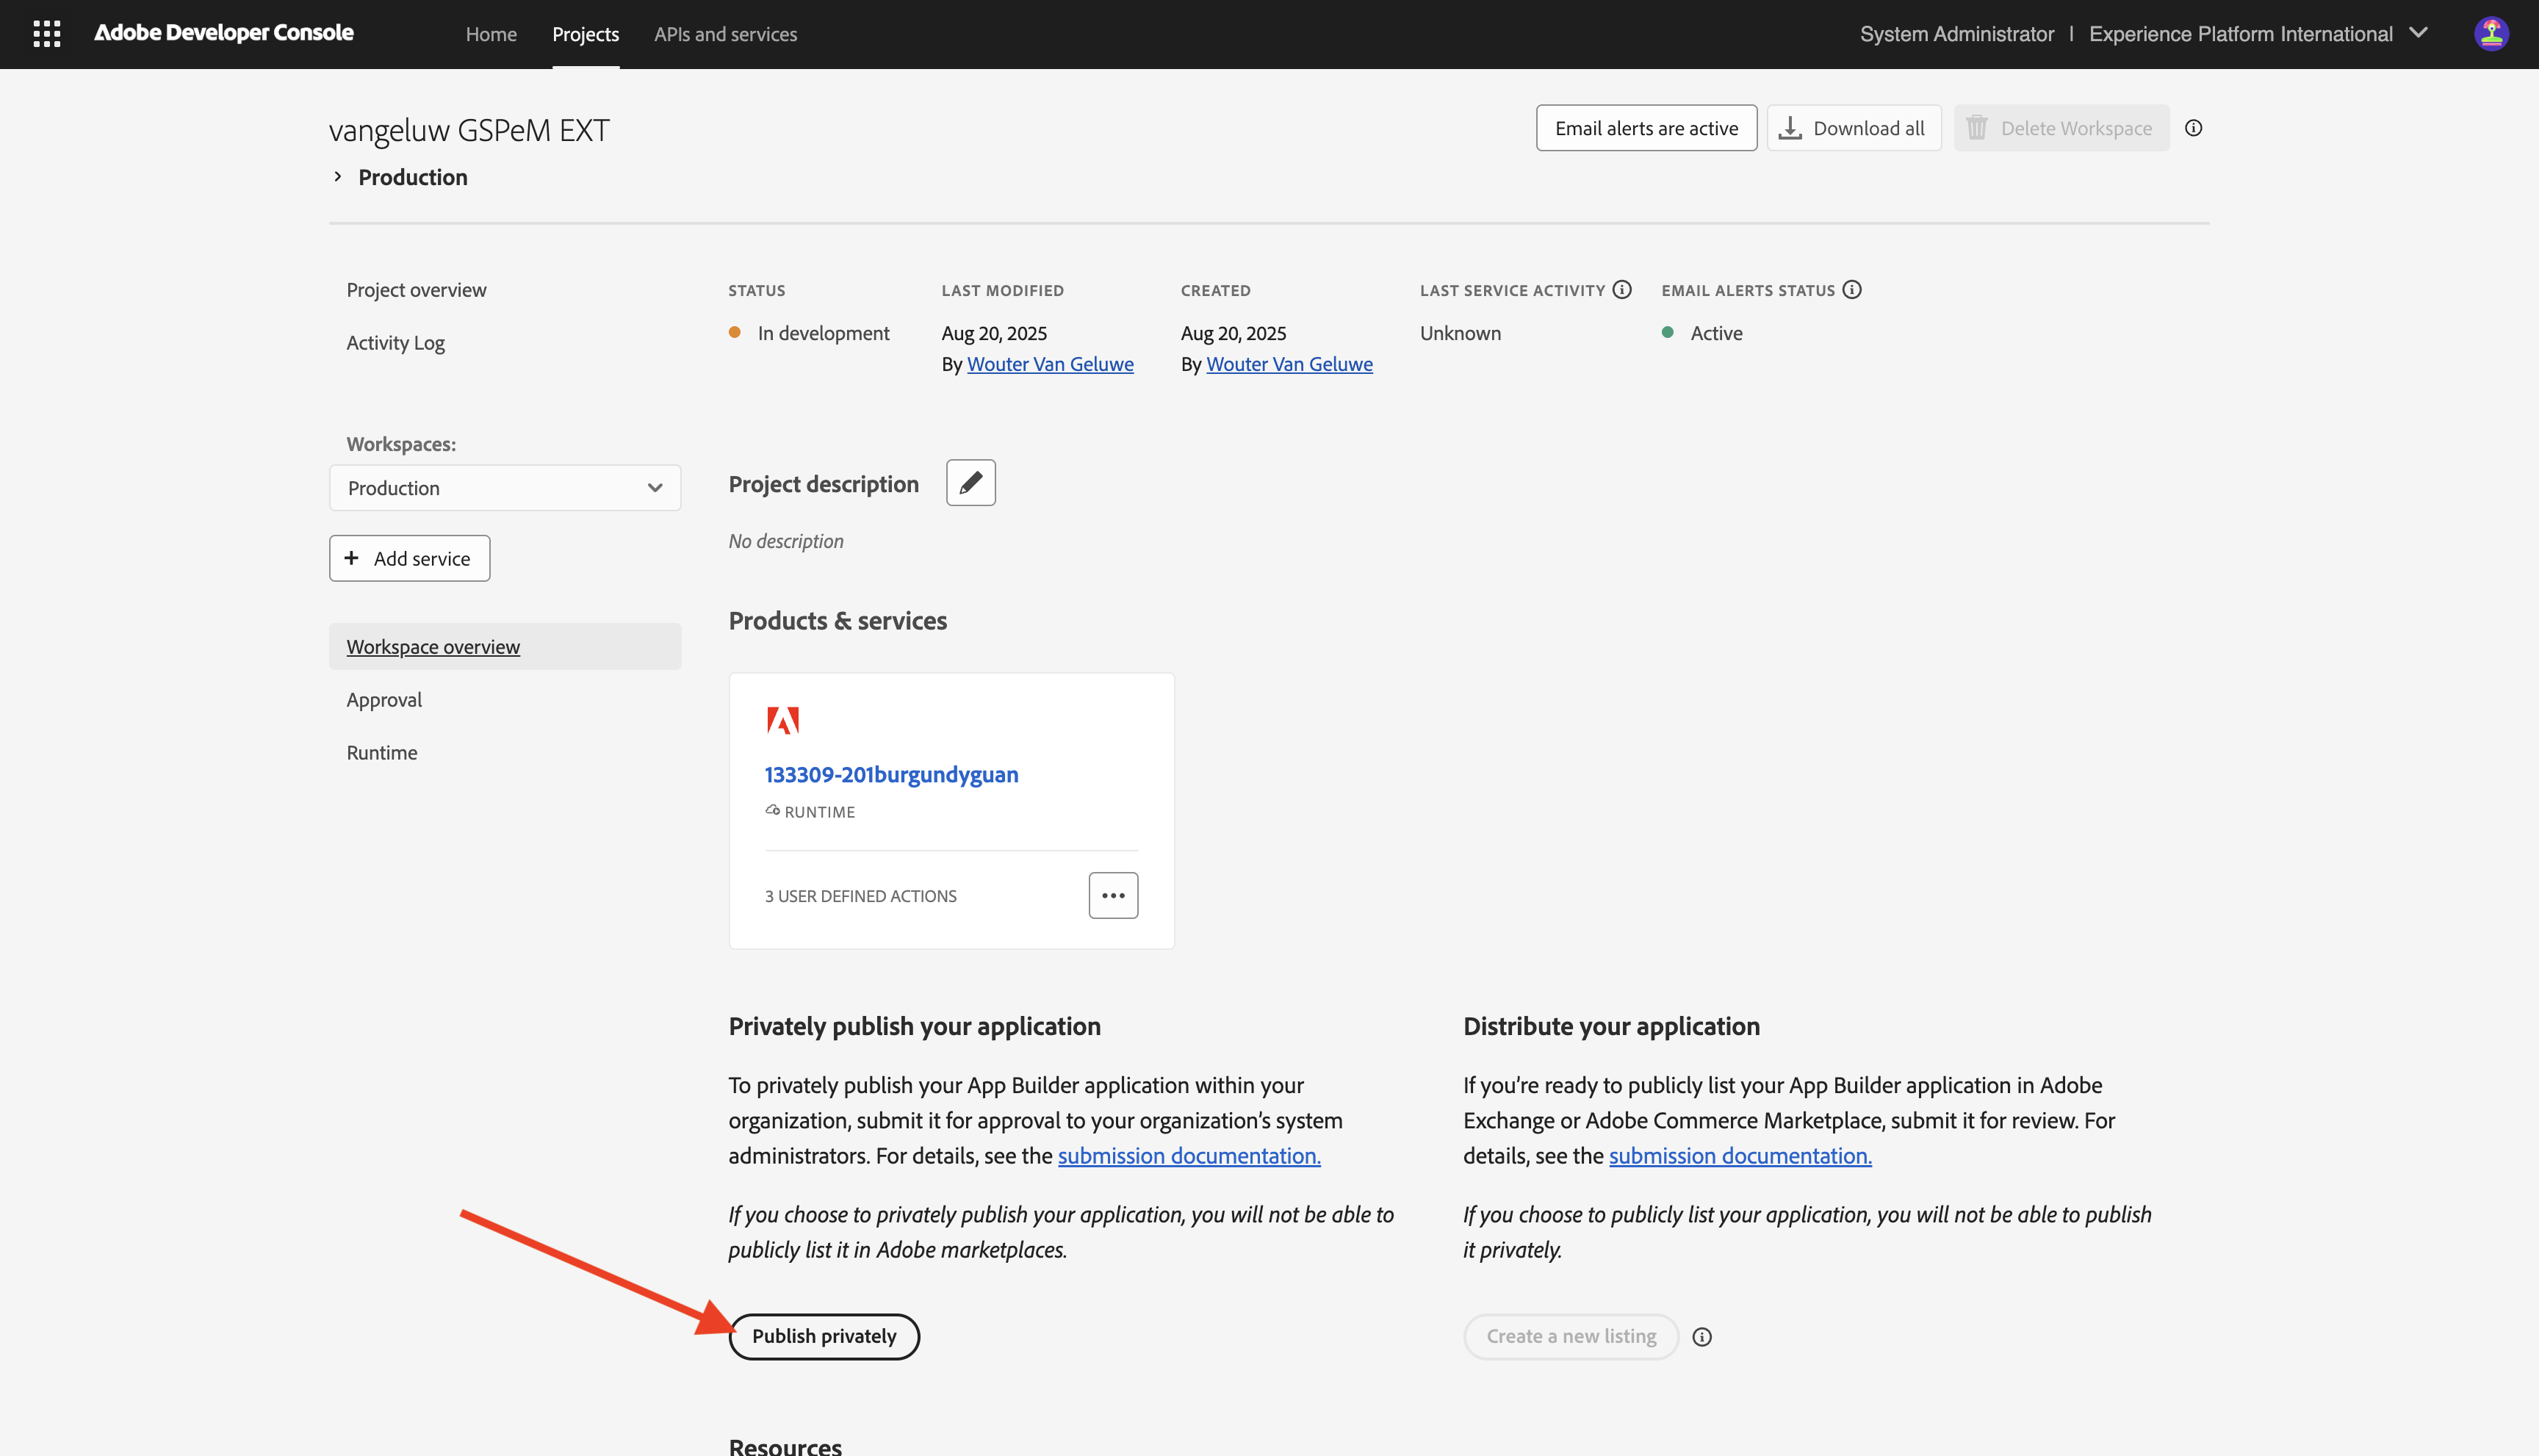 Adobe Developer Console
Home
Projects
APIs and services
System Administrator | Experience Platform International
vangeluw GSPeM EXT
Email alerts are active
Download all
Delete Workspace
Production
Project overview
Activity Log
STATUS
In development
LAST MODIFIED
Aug 20, 2025
By Wouter Van Geluwe
CREATED
Aug 20, 2025
By Wouter Van Geluwe
LAST SERVICE ACTIVITY
Unknown
EMAIL ALERTS STATUS
Active
Workspaces:
Production
Add service
Workspace overview
Approval
Runtime
Project description
No description
Products & services
133309-201burgundyguan
RUNTIME
3 USER DEFINED ACTIONS
Privately publish your application
To privately publish your App Builder application within your
organization, submit it for approval to your organization's system
administrators. For details, see the submission documentation.
If you choose to privately publish your application, you will not be able to
publicly list it in Adobe marketplaces.
Publish privately
Distribute your application
If you're ready to publicly list your App Builder application in Adobe
Exchange or Adobe Commerce Marketplace, submit it for review. For
details, see the submission documentation.
If you choose to publicly list your application, you will not be able to publish
it privately.
Create a new listing
Resources